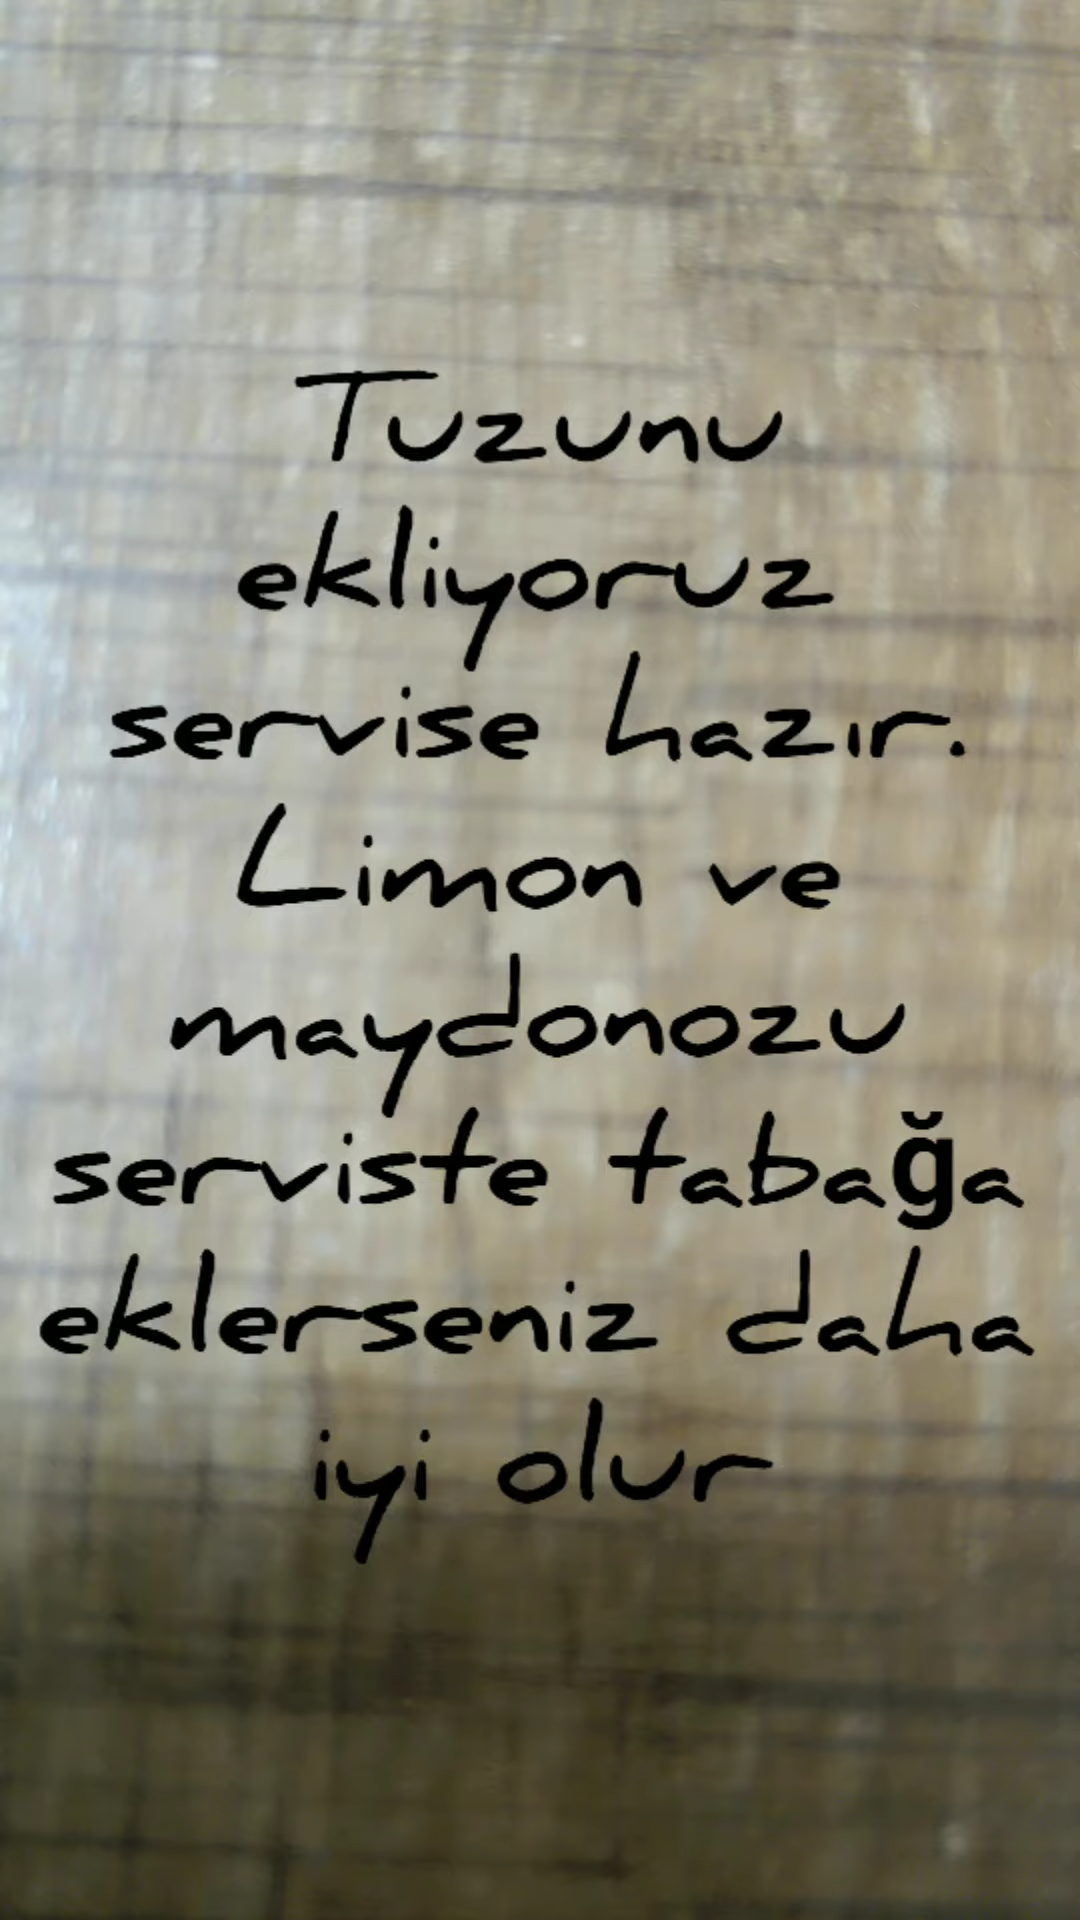 Tuzunu
ekliyoruz
servise hazır.
Limon ve
maydonozu
serviste tabağa
eklerseniz daha
iyi olur